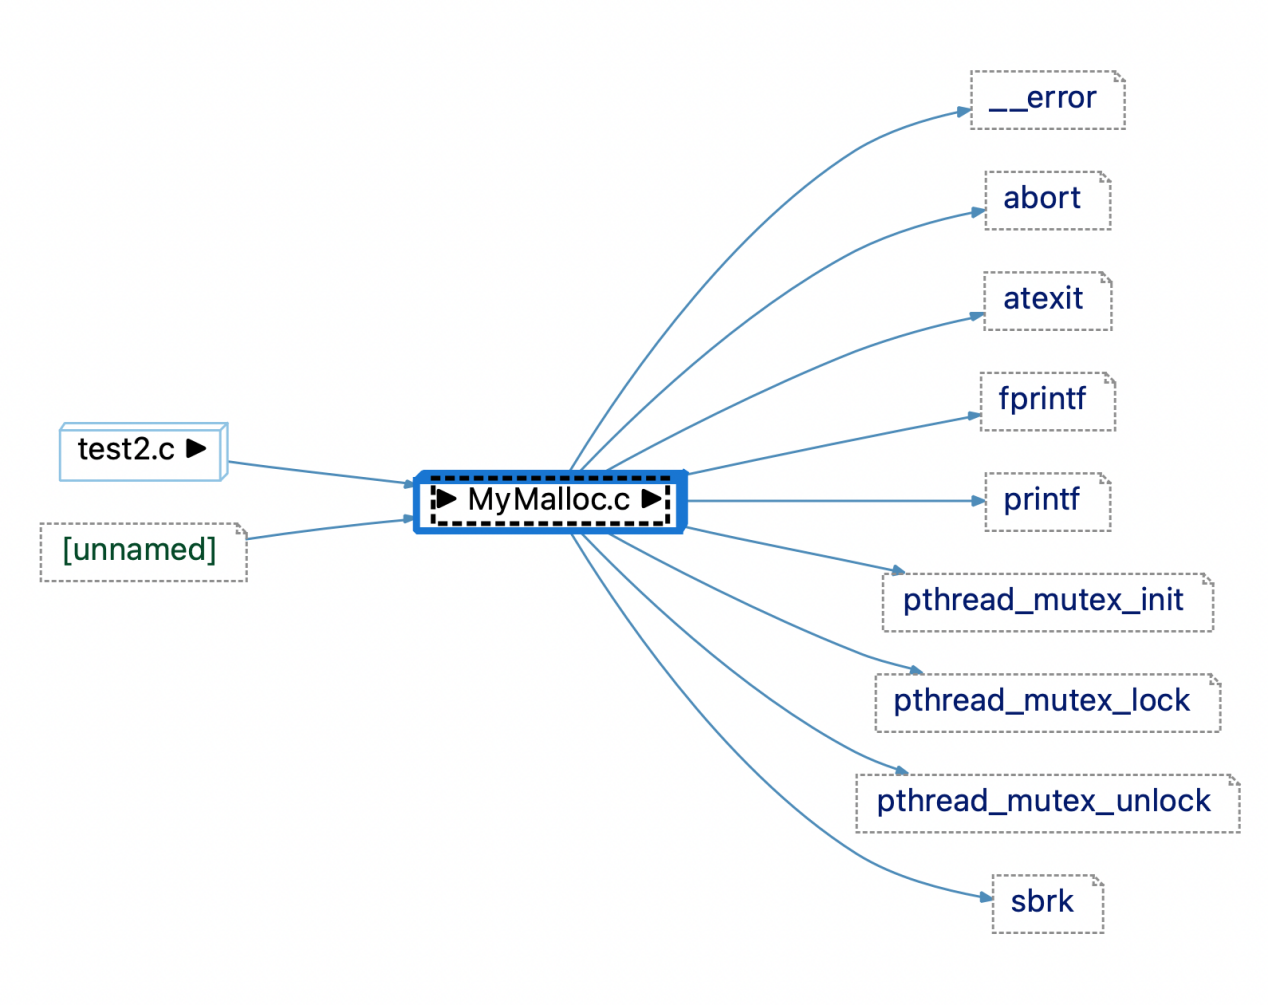 __error
abort
atexit
fprintf
test2.c
MyMalloc.c
printf
[unnamed]
pthread_mutex_init
pthread_mutex_lock
pthread_mutex_unlock
sbrk